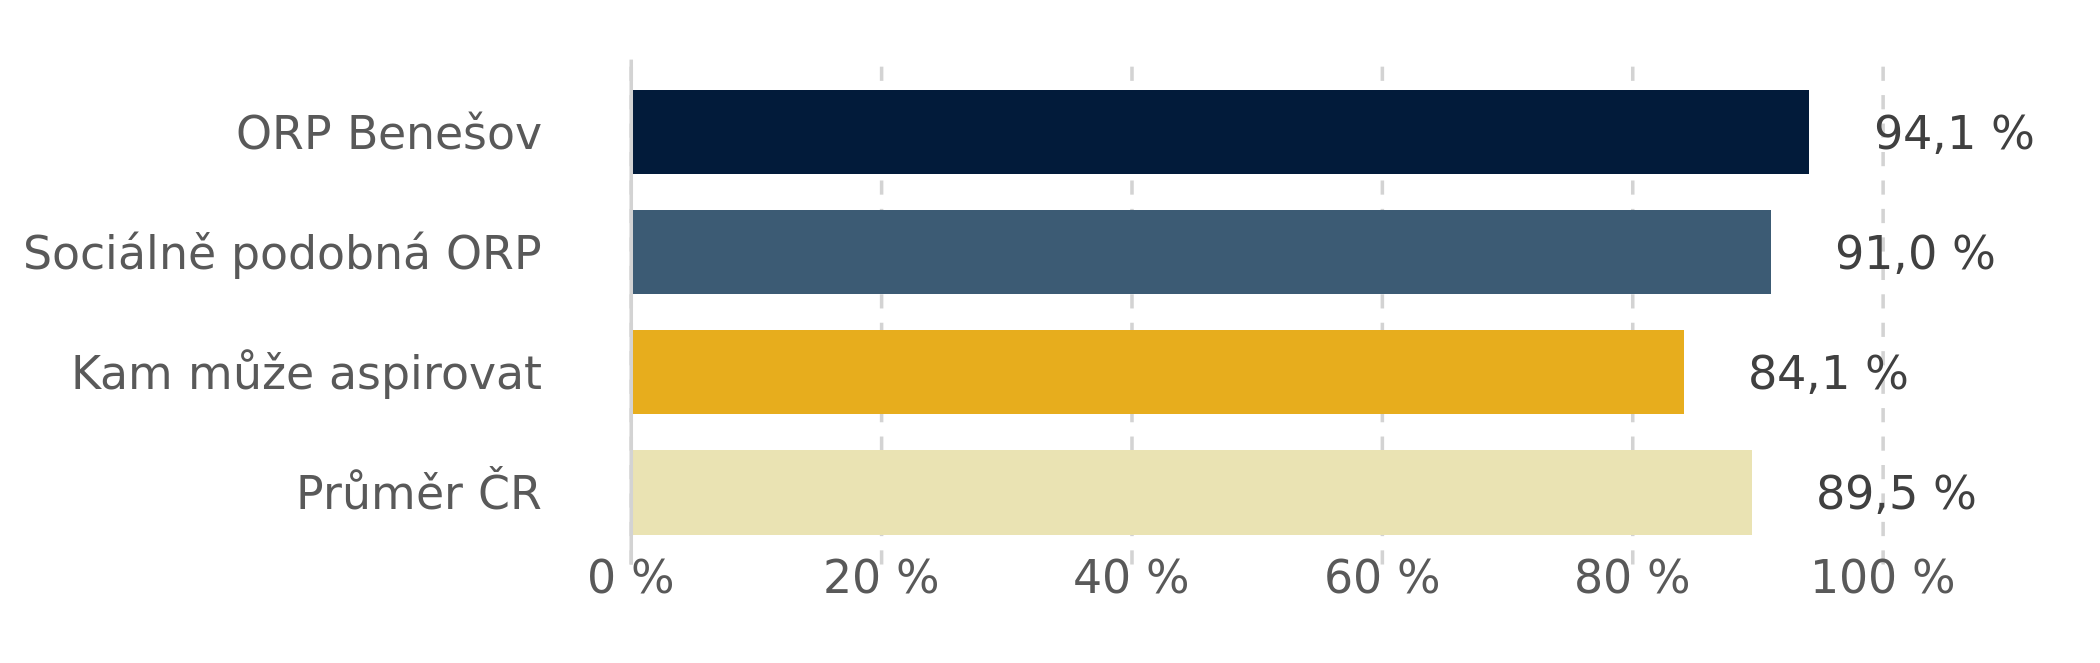 ORP Benešov 94,1 %
Sociálně podobná ORP 91,0 %
Kam může aspirovat 84,1 %
Průměr ČR 89,5 %
0 % 20 % 40 % 60 % 80 % 100 %